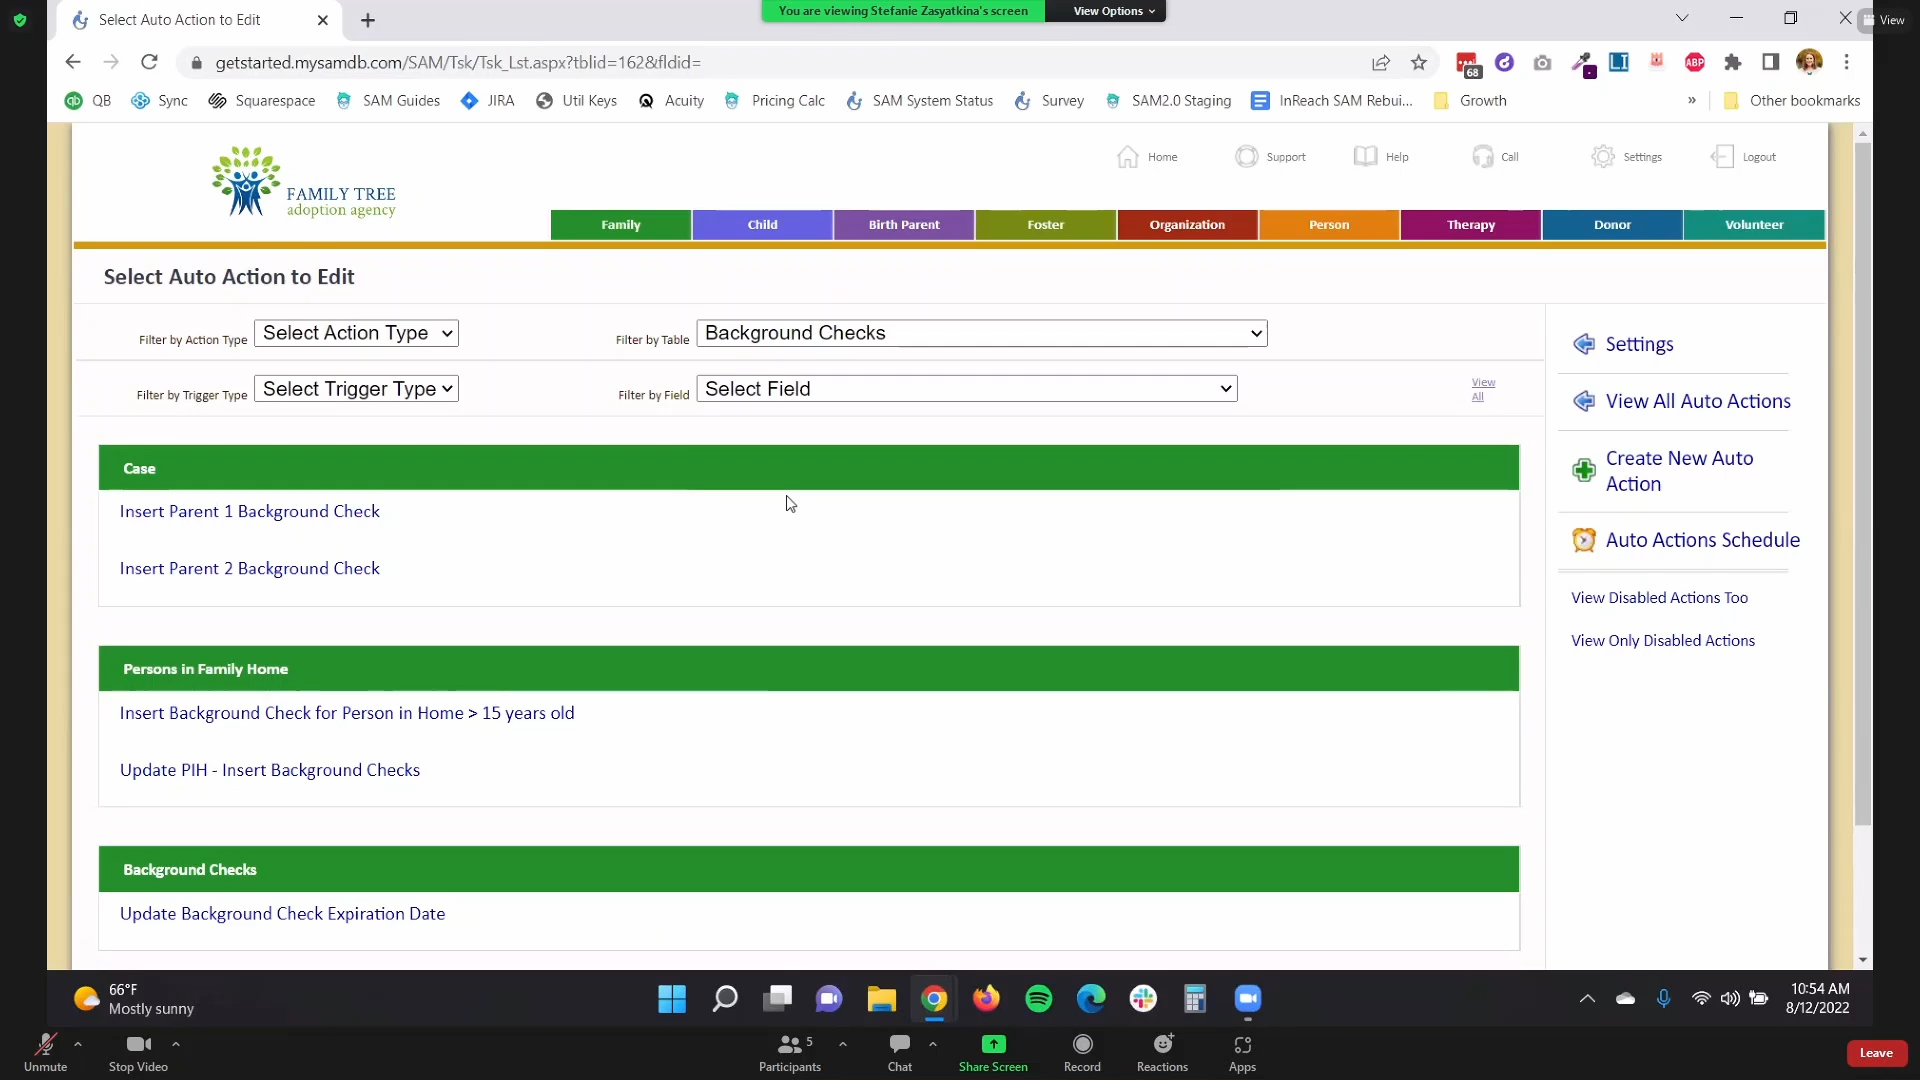 Select Auto Action to Edit
You are viewing Stefanie Zasyatkina's screen
View Options
View
getstarted.mysamdb.com/SAM/Tsk/Tsk_Lst.aspx?tblid=162&fldid=
68
LI
ABP
qb QB
Sync
Squarespace
SAM Guides
JIRA
Util Keys
Acuity
Pricing Calc
SAM System Status
Survey
SAM2.0 Staging
InReach SAM Rebui...
Growth
»
Other bookmarks
FAMILY TREE
adoption agency
Home
Support
Help
Call
Settings
Logout
Family
Child
Birth Parent
Foster
Organization
Person
Therapy
Donor
Volunteer
Select Auto Action to Edit
Filter by Action Type
Select Action Type
Filter by Table
Background Checks
Filter by Trigger Type
Select Trigger Type
Filter by Field
Select Field
View
All
Case
Insert Parent 1 Background Check
Insert Parent 2 Background Check
Persons in Family Home
Insert Background Check for Person in Home > 15 years old
Update PIH - Insert Background Checks
Background Checks
Update Background Check Expiration Date
Settings
View All Auto Actions
Create New Auto
Action
Auto Actions Schedule
View Disabled Actions Too
View Only Disabled Actions
66°F
Mostly sunny
10:54 AM
8/12/2022
Unmute
Stop Video
5
Participants
Chat
Share Screen
Record
Reactions
Apps
Leave